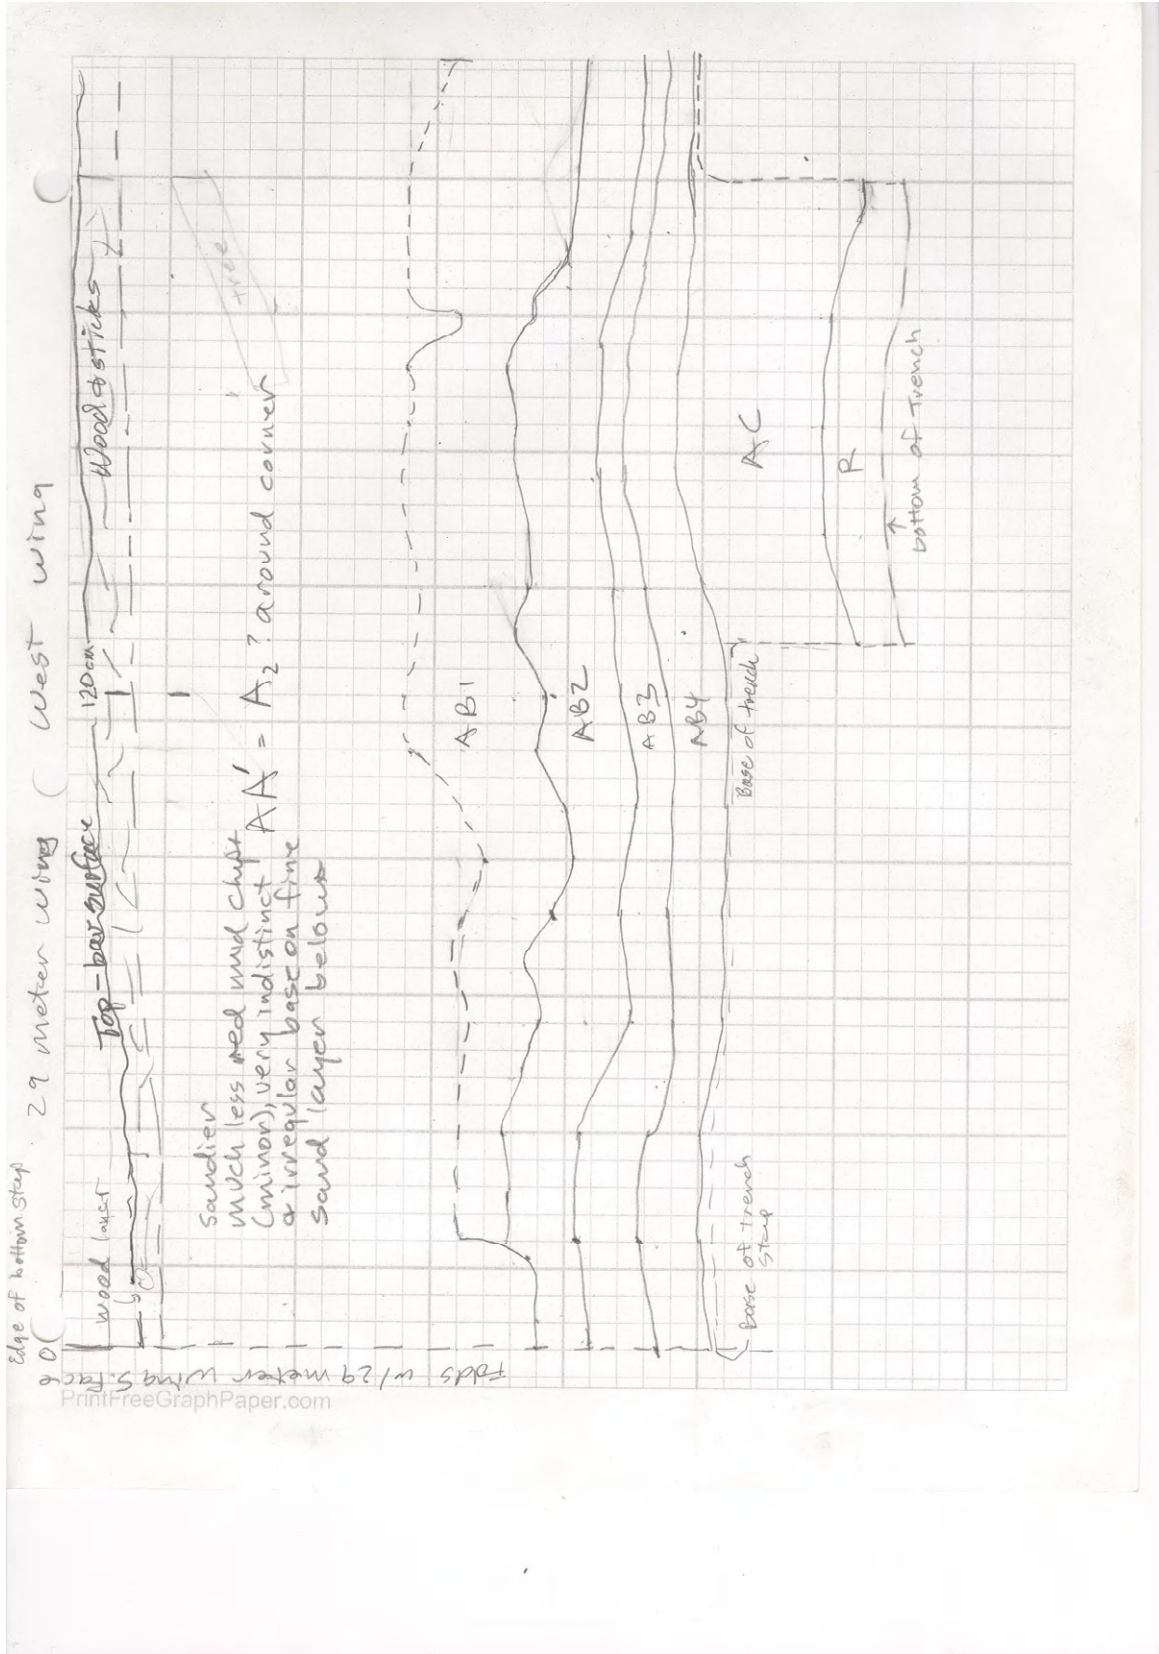 29 meter wing ( West wing
Edge of bottom step
0
Wood layer
Top-bar surface
120cm
Wood & sticks
tree
Sandier
much less red mud
(minor), very indistinct
& irregular base on fine
sand layer below
AA' = A2? around corner
AB1
AB2
AB3
AB4
AC
R
Base of trench
bottom of Trench
Base of trench
step
Folds w/29 meter wing S. Face
PrintFreeGraphPaper.com